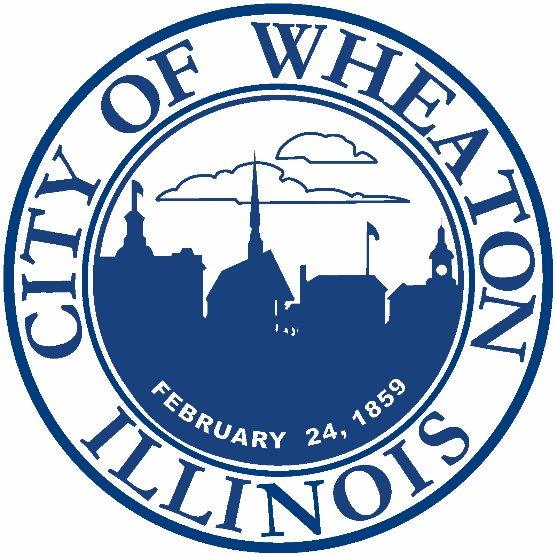 CITY OF WHEATON
ILLINOIS
FEBRUARY 24, 1859